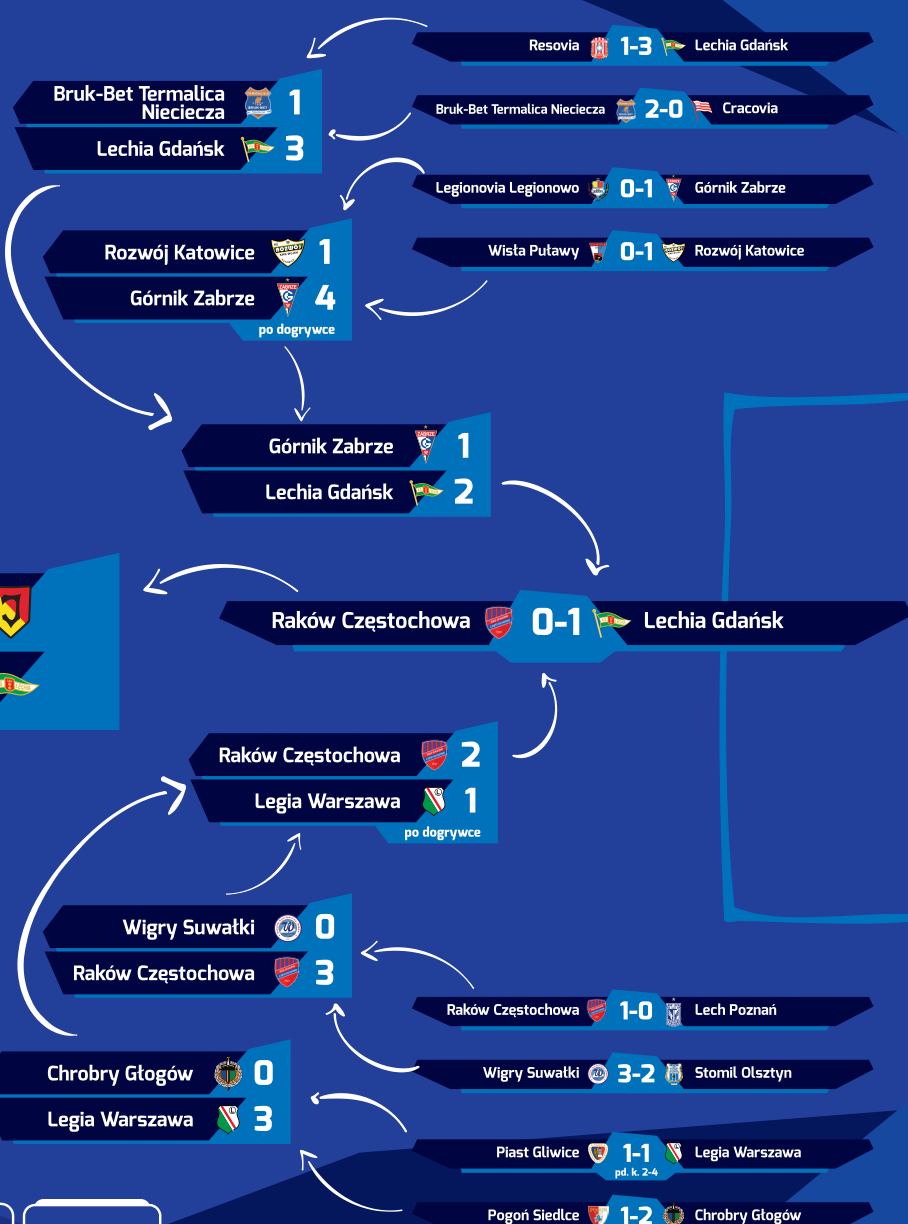 Resovia 1-3 Lechia Gdańsk
Bruk-Bet Termalica Nieciecza 2-0 Cracovia
Bruk-Bet Termalica
Nieciecza 1
Lechia Gdańsk 3
Legionovia Legionowo 0-1 Górnik Zabrze
Wisła Puławy 0-1 Rozwój Katowice
Rozwój Katowice 1
Górnik Zabrze 4
po dogrywce
Górnik Zabrze 1
Lechia Gdańsk 2
Raków Częstochowa 0-1 Lechia Gdańsk
Raków Częstochowa 2
Legia Warszawa 1
po dogrywce
Wigry Suwałki 0
Raków Częstochowa 3
Raków Częstochowa 1-0 Lech Poznań
Wigry Suwałki 3-2 Stomil Olsztyn
Chrobry Głogów 0
Legia Warszawa 3
Piast Gliwice 1-1 Legia Warszawa
pd. k. 2-4
Pogoń Siedlce 1-2 Chrobry Głogów